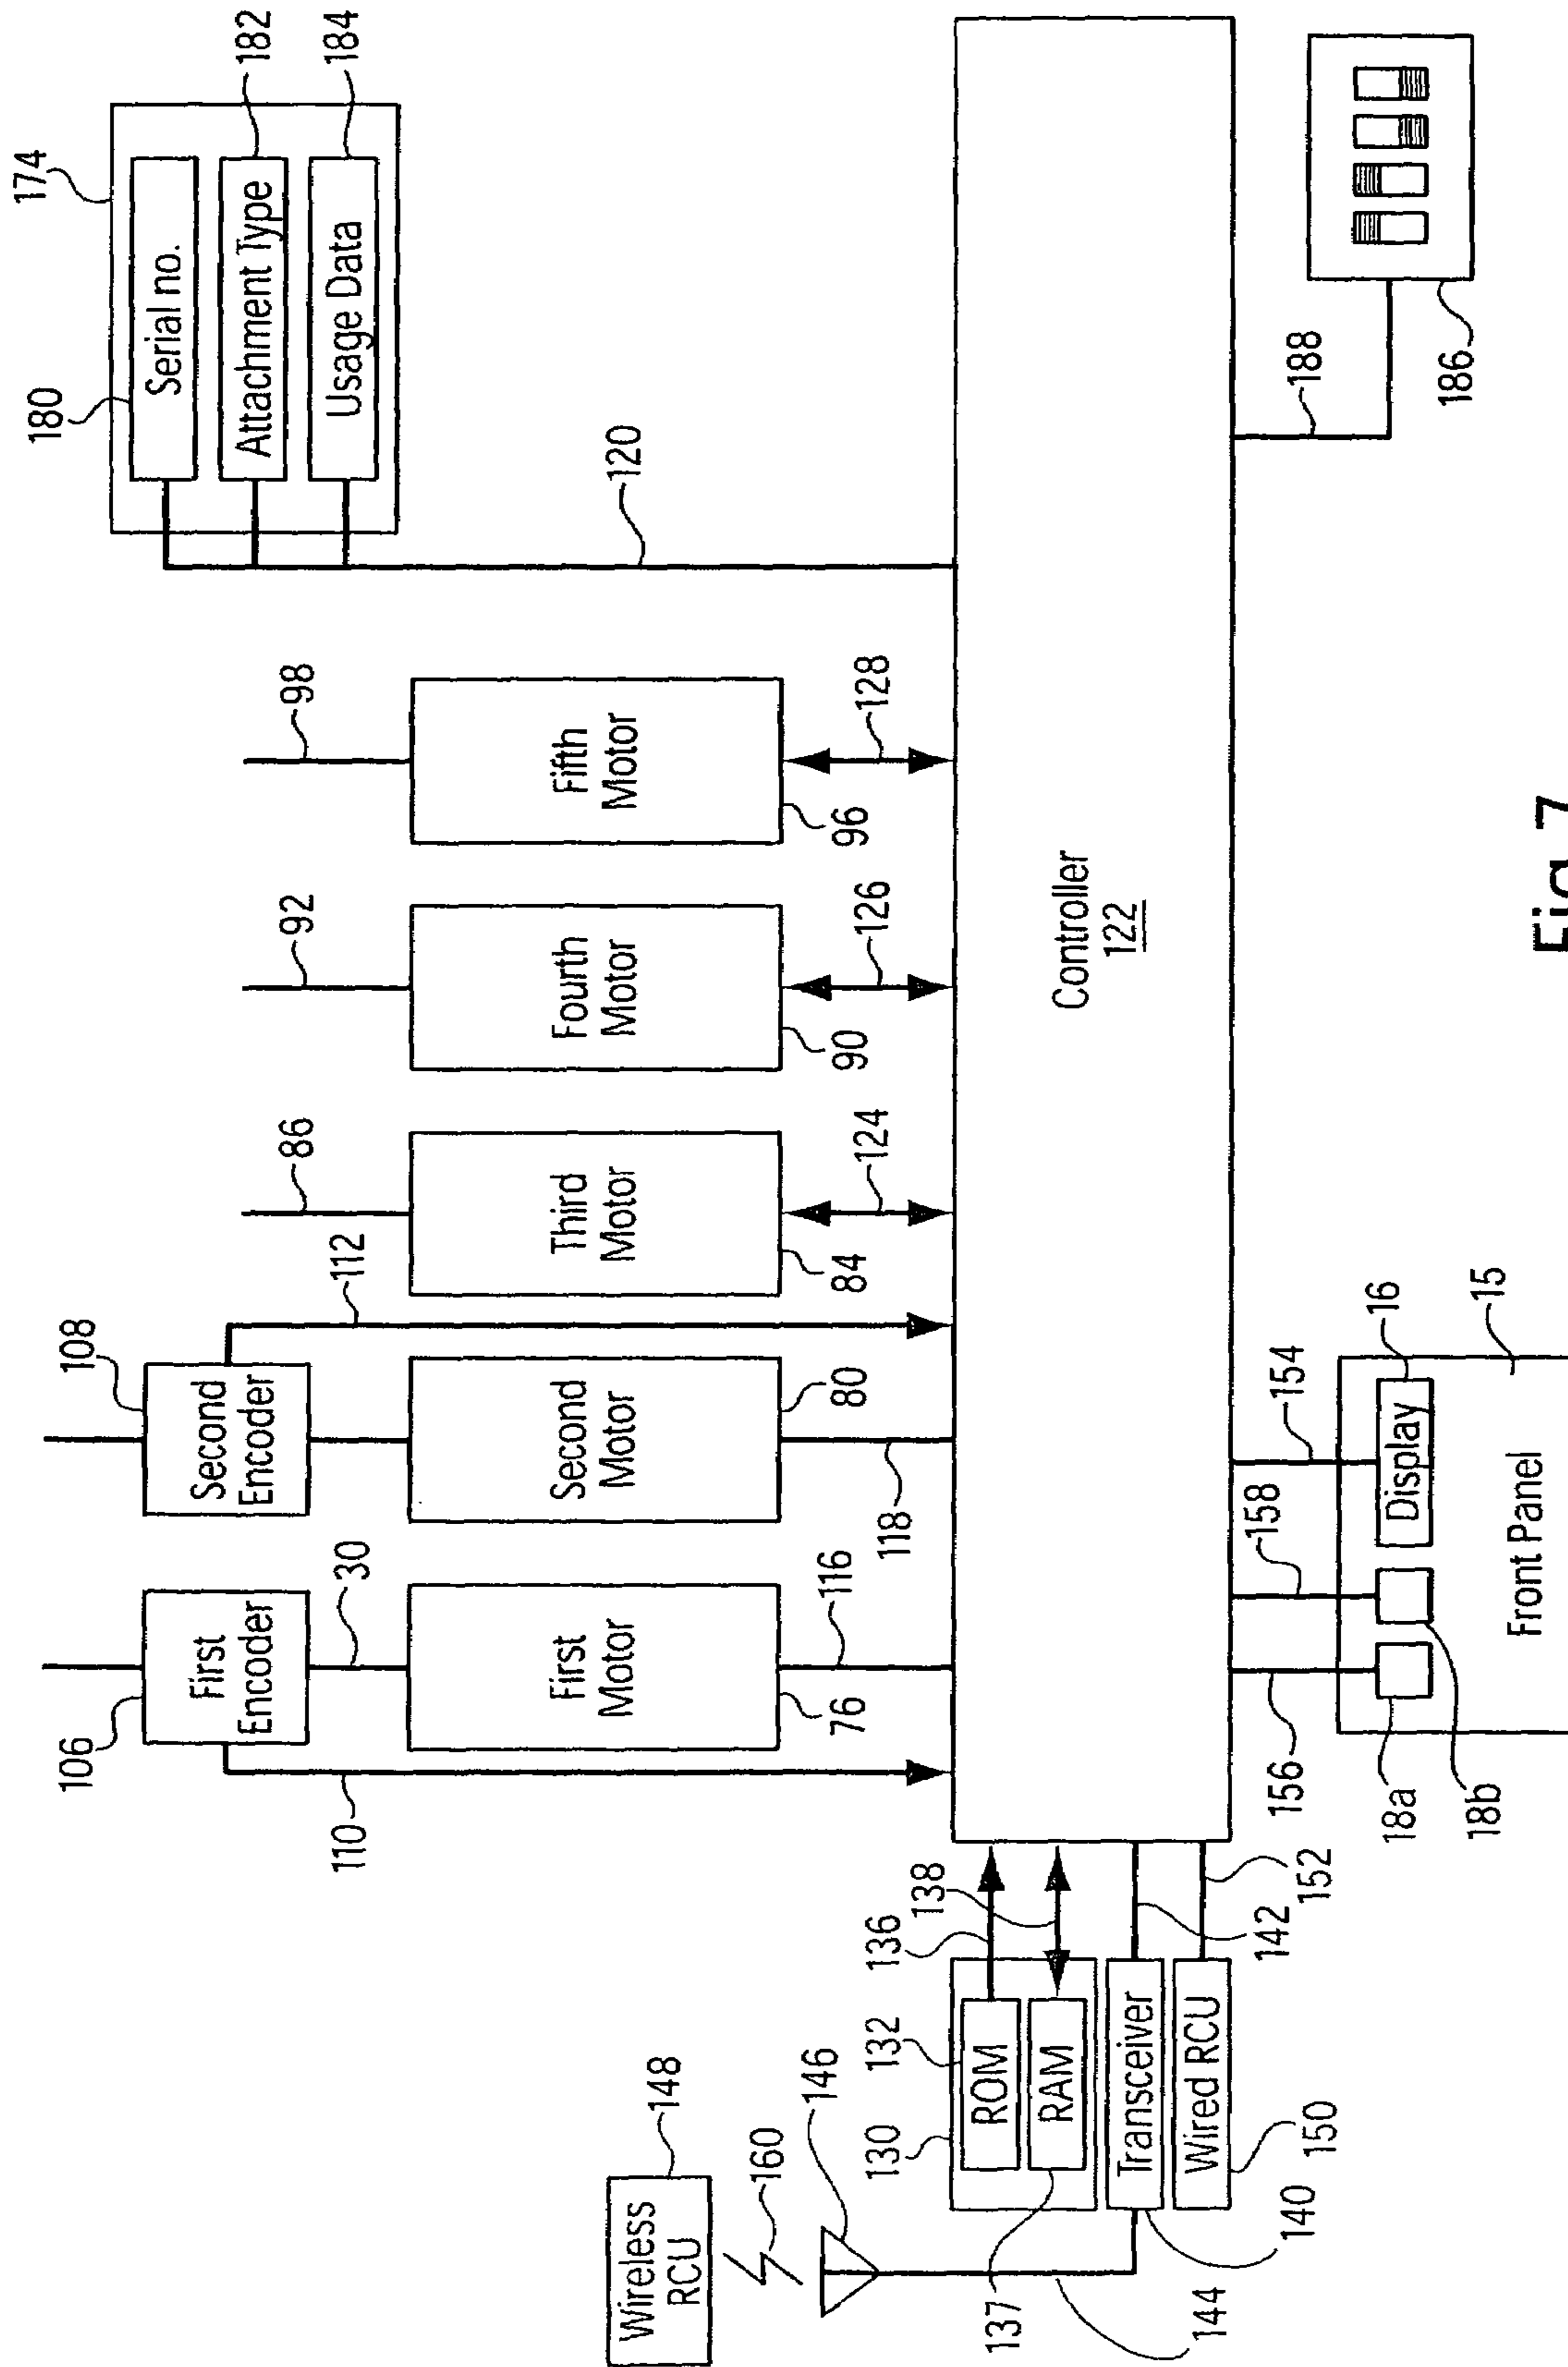 174
180
Serial no.
Attachment Type
182
Usage Data
184
120
106
First
Encoder
30
110
First
Motor
76
116
108
Second
Encoder
112
Second
Motor
80
118
86
Third
Motor
84
124
92
Fourth
Motor
90
126
98
Fifth
Motor
96
128
Controller
122
Wireless
RCU
148
160
146
130
132
ROM
136
RAM
138
137
Transceiver
142
Wired RCU
152
144
140
150
156
158
154
18a
18b
Display
16
15
Front Panel
188
186
Fig. 7